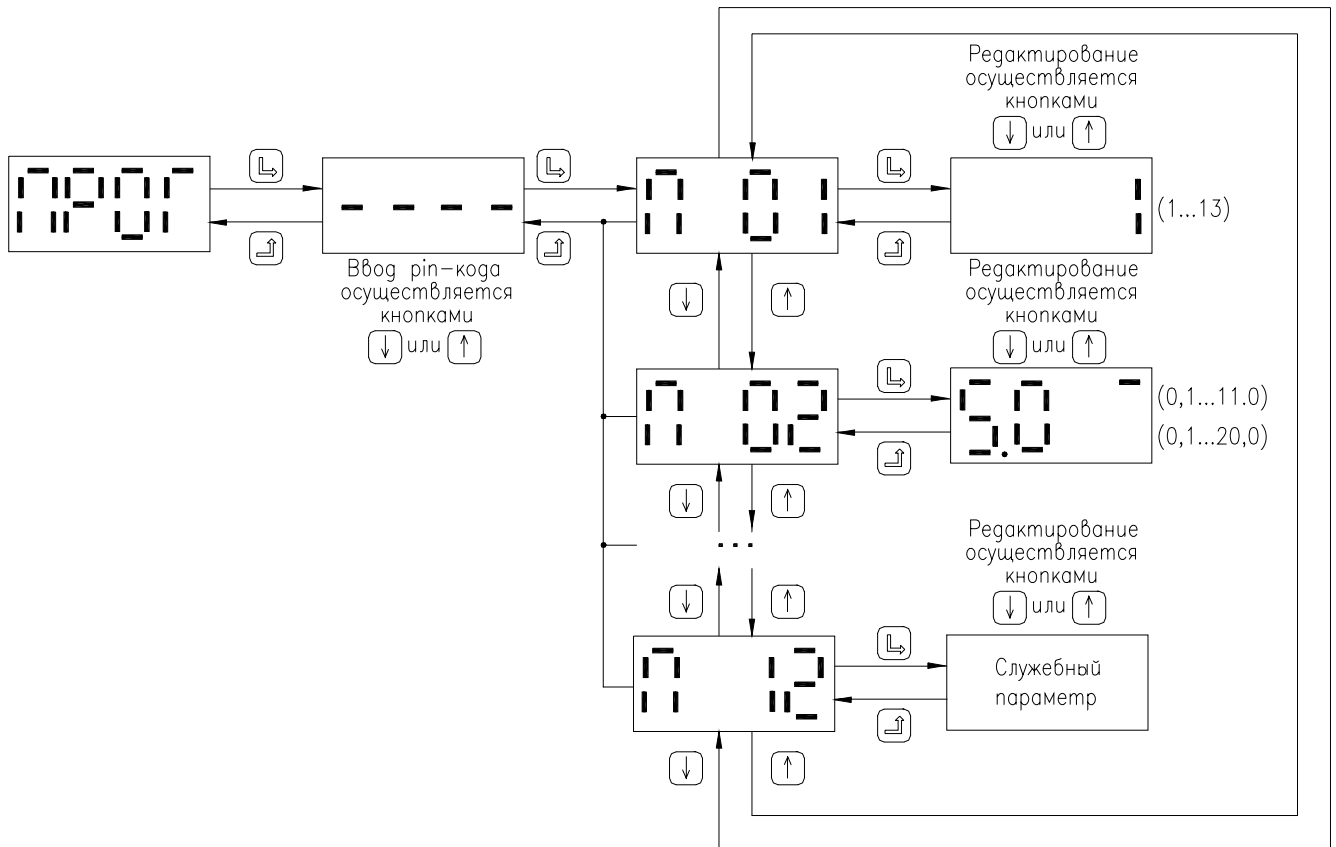 Редактирование
осуществляется
кнопками
↓ или ↑
ПРОГ
- - - -
П 01
1
(1...13)
Ввод pin-кода
осуществляется
кнопками
↓ или ↑
Редактирование
осуществляется
кнопками
↓ или ↑
П 02
5.0
(0,1...11.0)
(0,1...20,0)
...
Редактирование
осуществляется
кнопками
↓ или ↑
П 12
Служебный
параметр